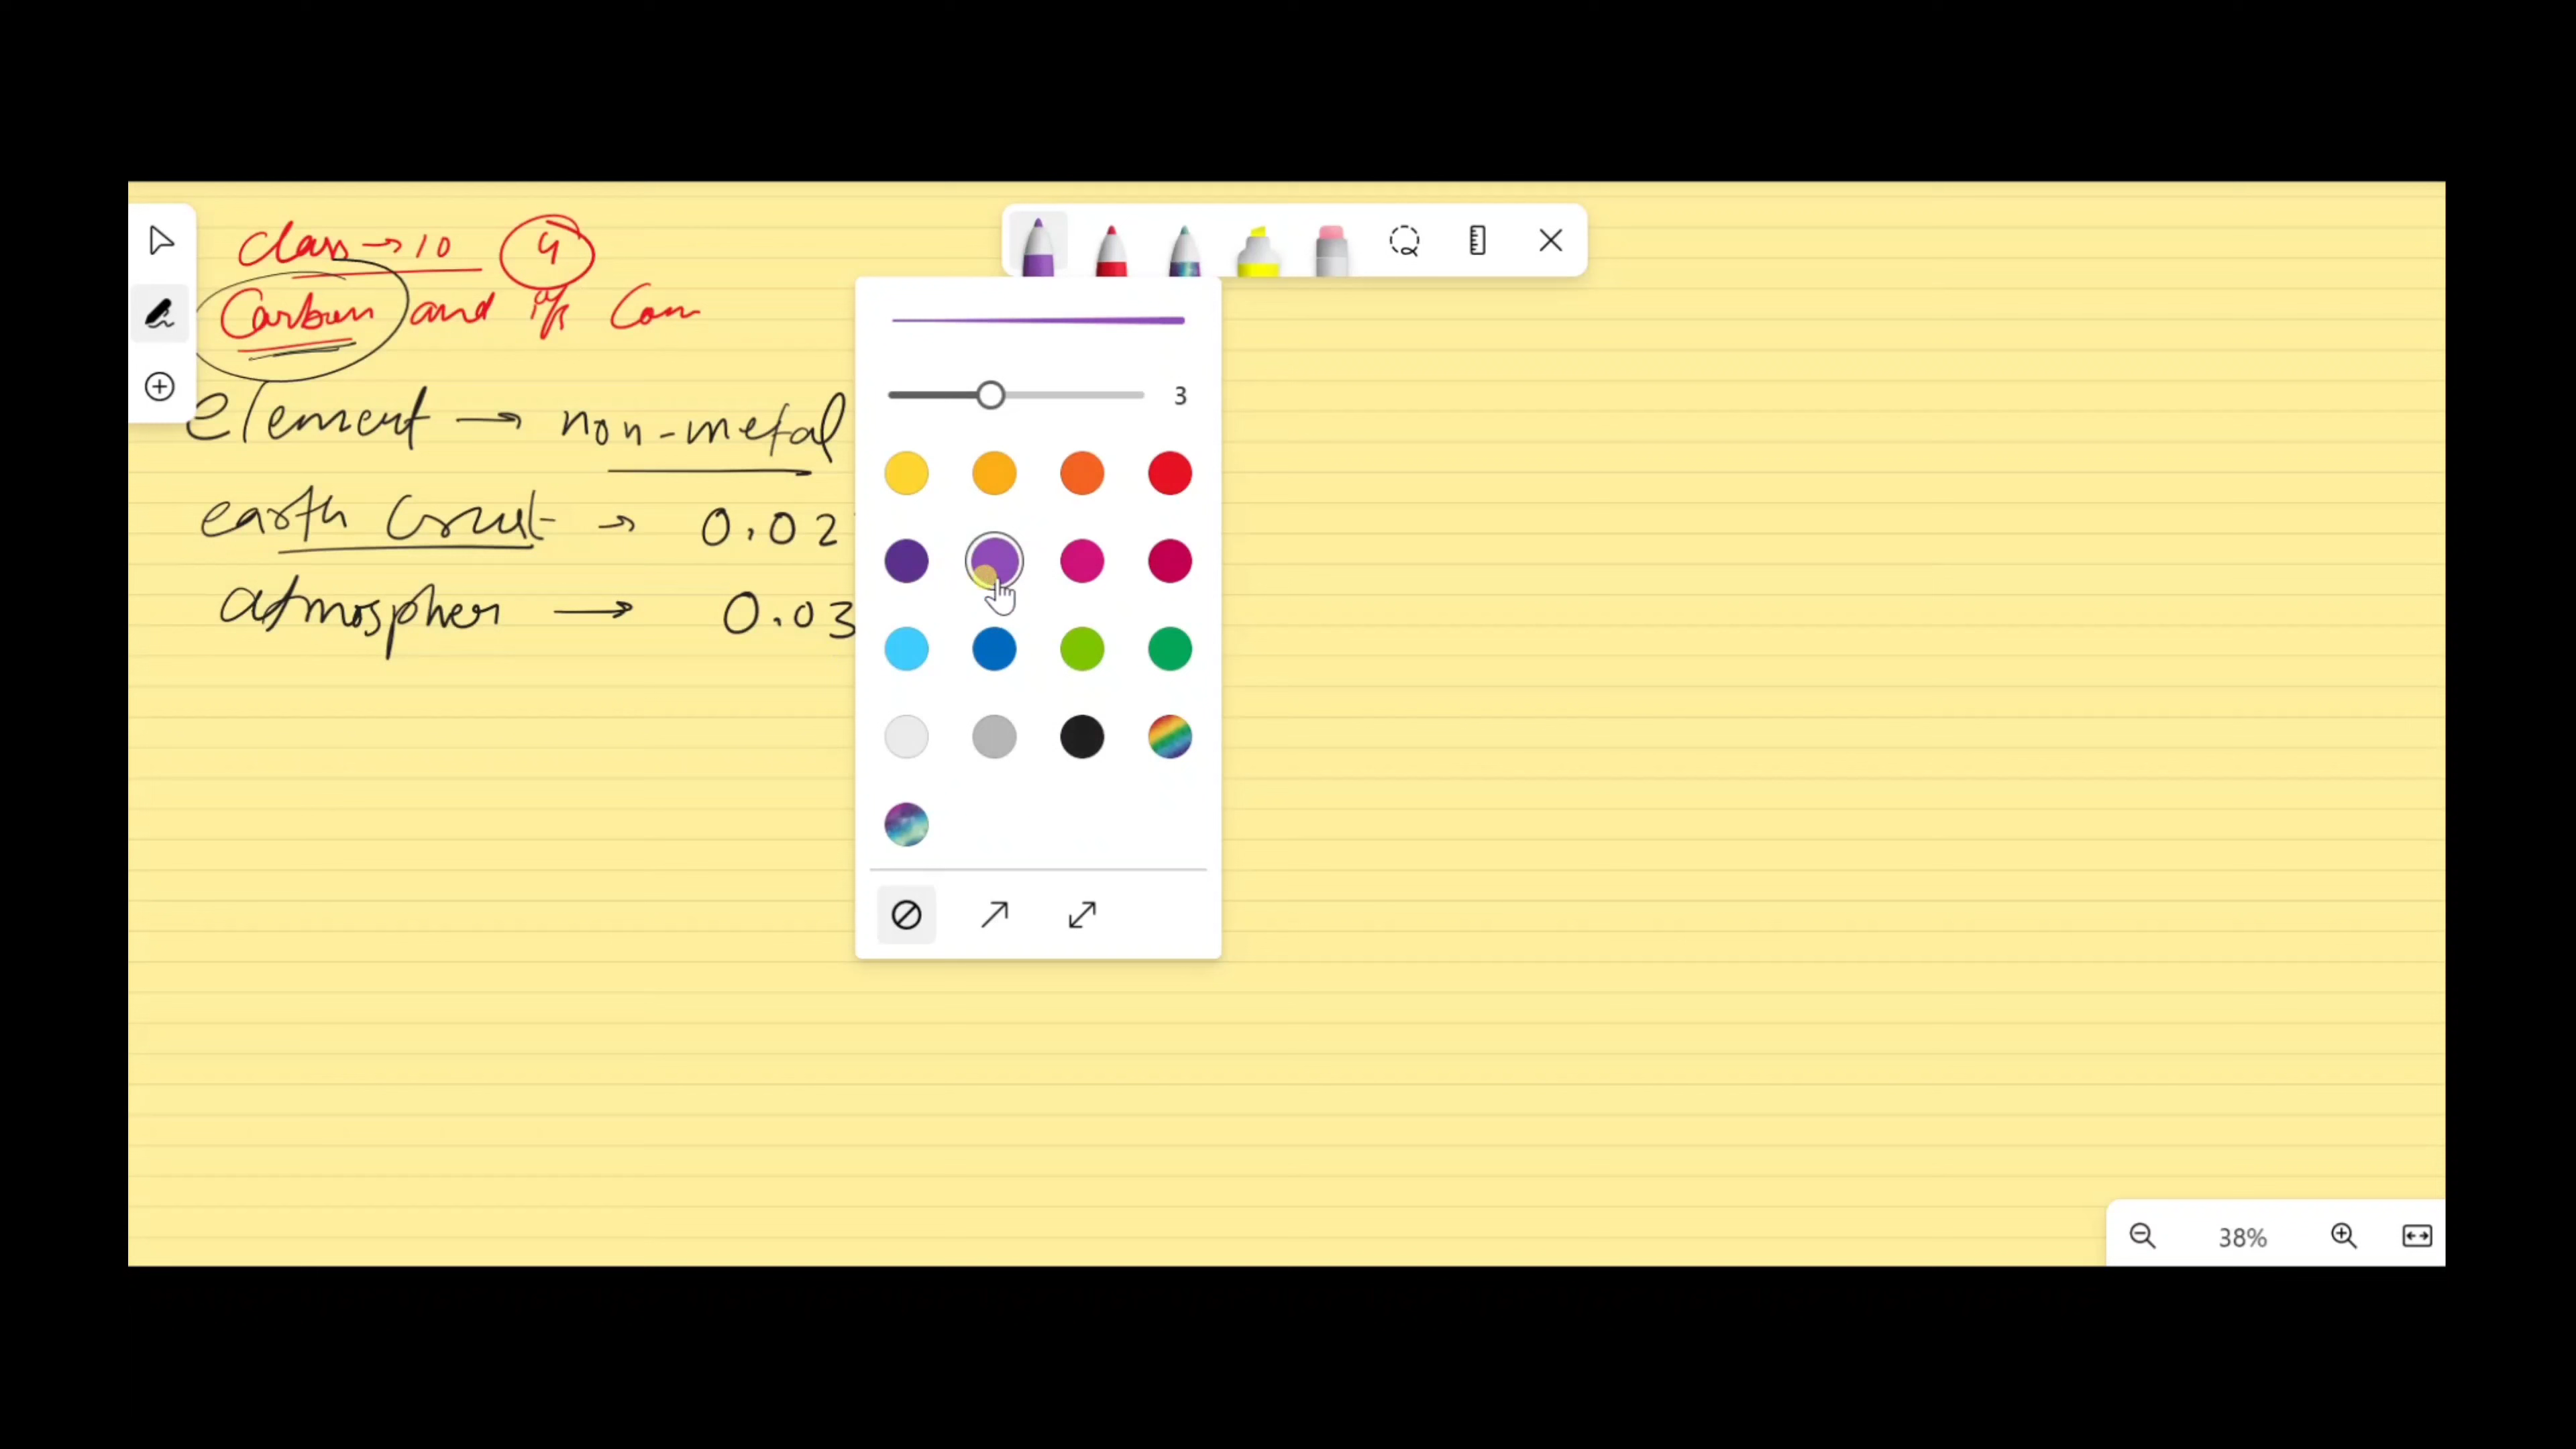 class → 10 4
Carbon and its Com
Element → non-metal
earth Crust → 0.02
atmospher → 0.03
3
38%